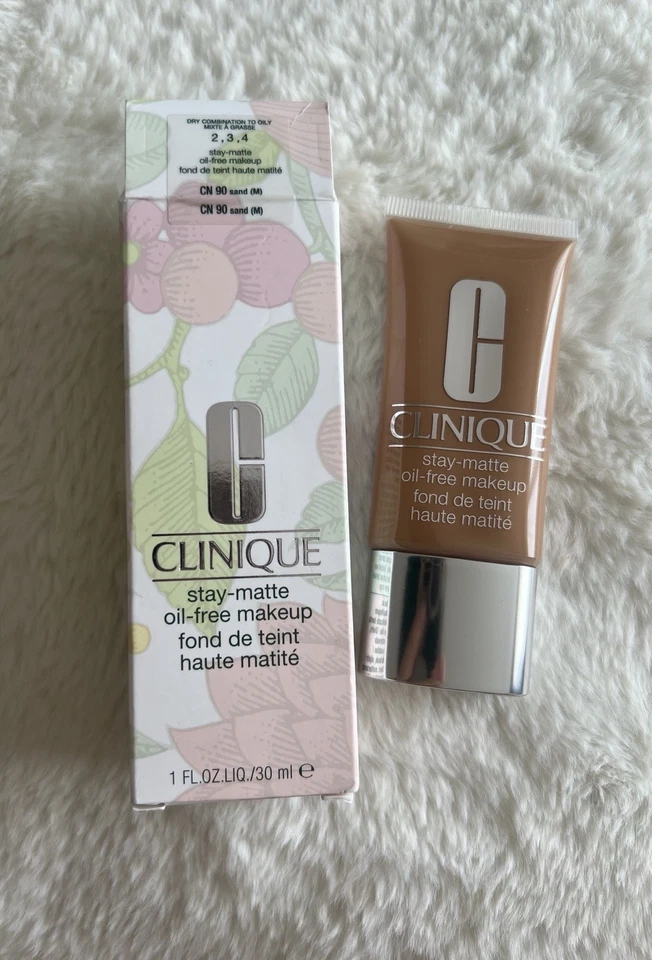 DRY COMBINATION TO OILY
MIXTE À GRASSE
2,3,4
stay-matte
oil-free makeup
fond de teint haute matité
CN 90 sand (M)
CN 90 sand (M)
CLINIQUE
stay-matte
oil-free makeup
fond de teint
haute matité
1 FL.OZ.LIQ./30 ml ℮
CLINIQUE
stay-matte
oil-free makeup
fond de teint
haute matité